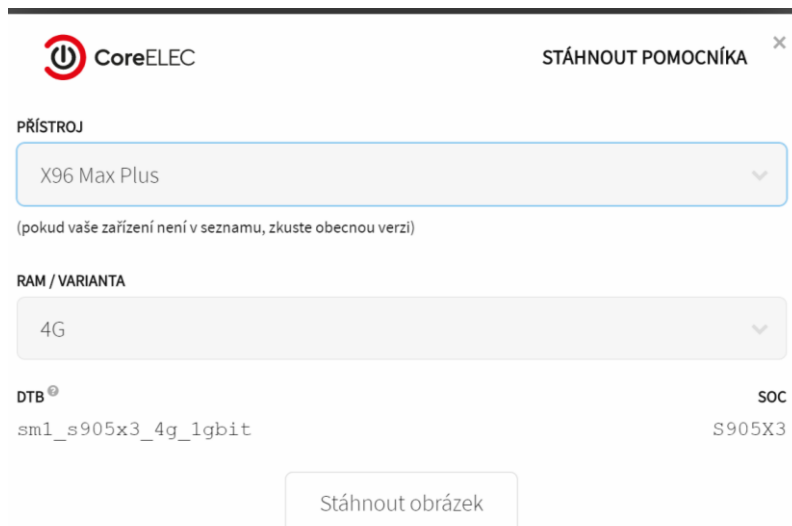 CoreELEC
STÁHNOUT POMOCNÍKA
×
PŘÍSTROJ
X96 Max Plus
(pokud vaše zařízení není v seznamu, zkuste obecnou verzi)
RAM / VARIANTA
4G
DTB ?
SOC
sm1_s905x3_4g_1gbit
S905X3
Stáhnout obrázek